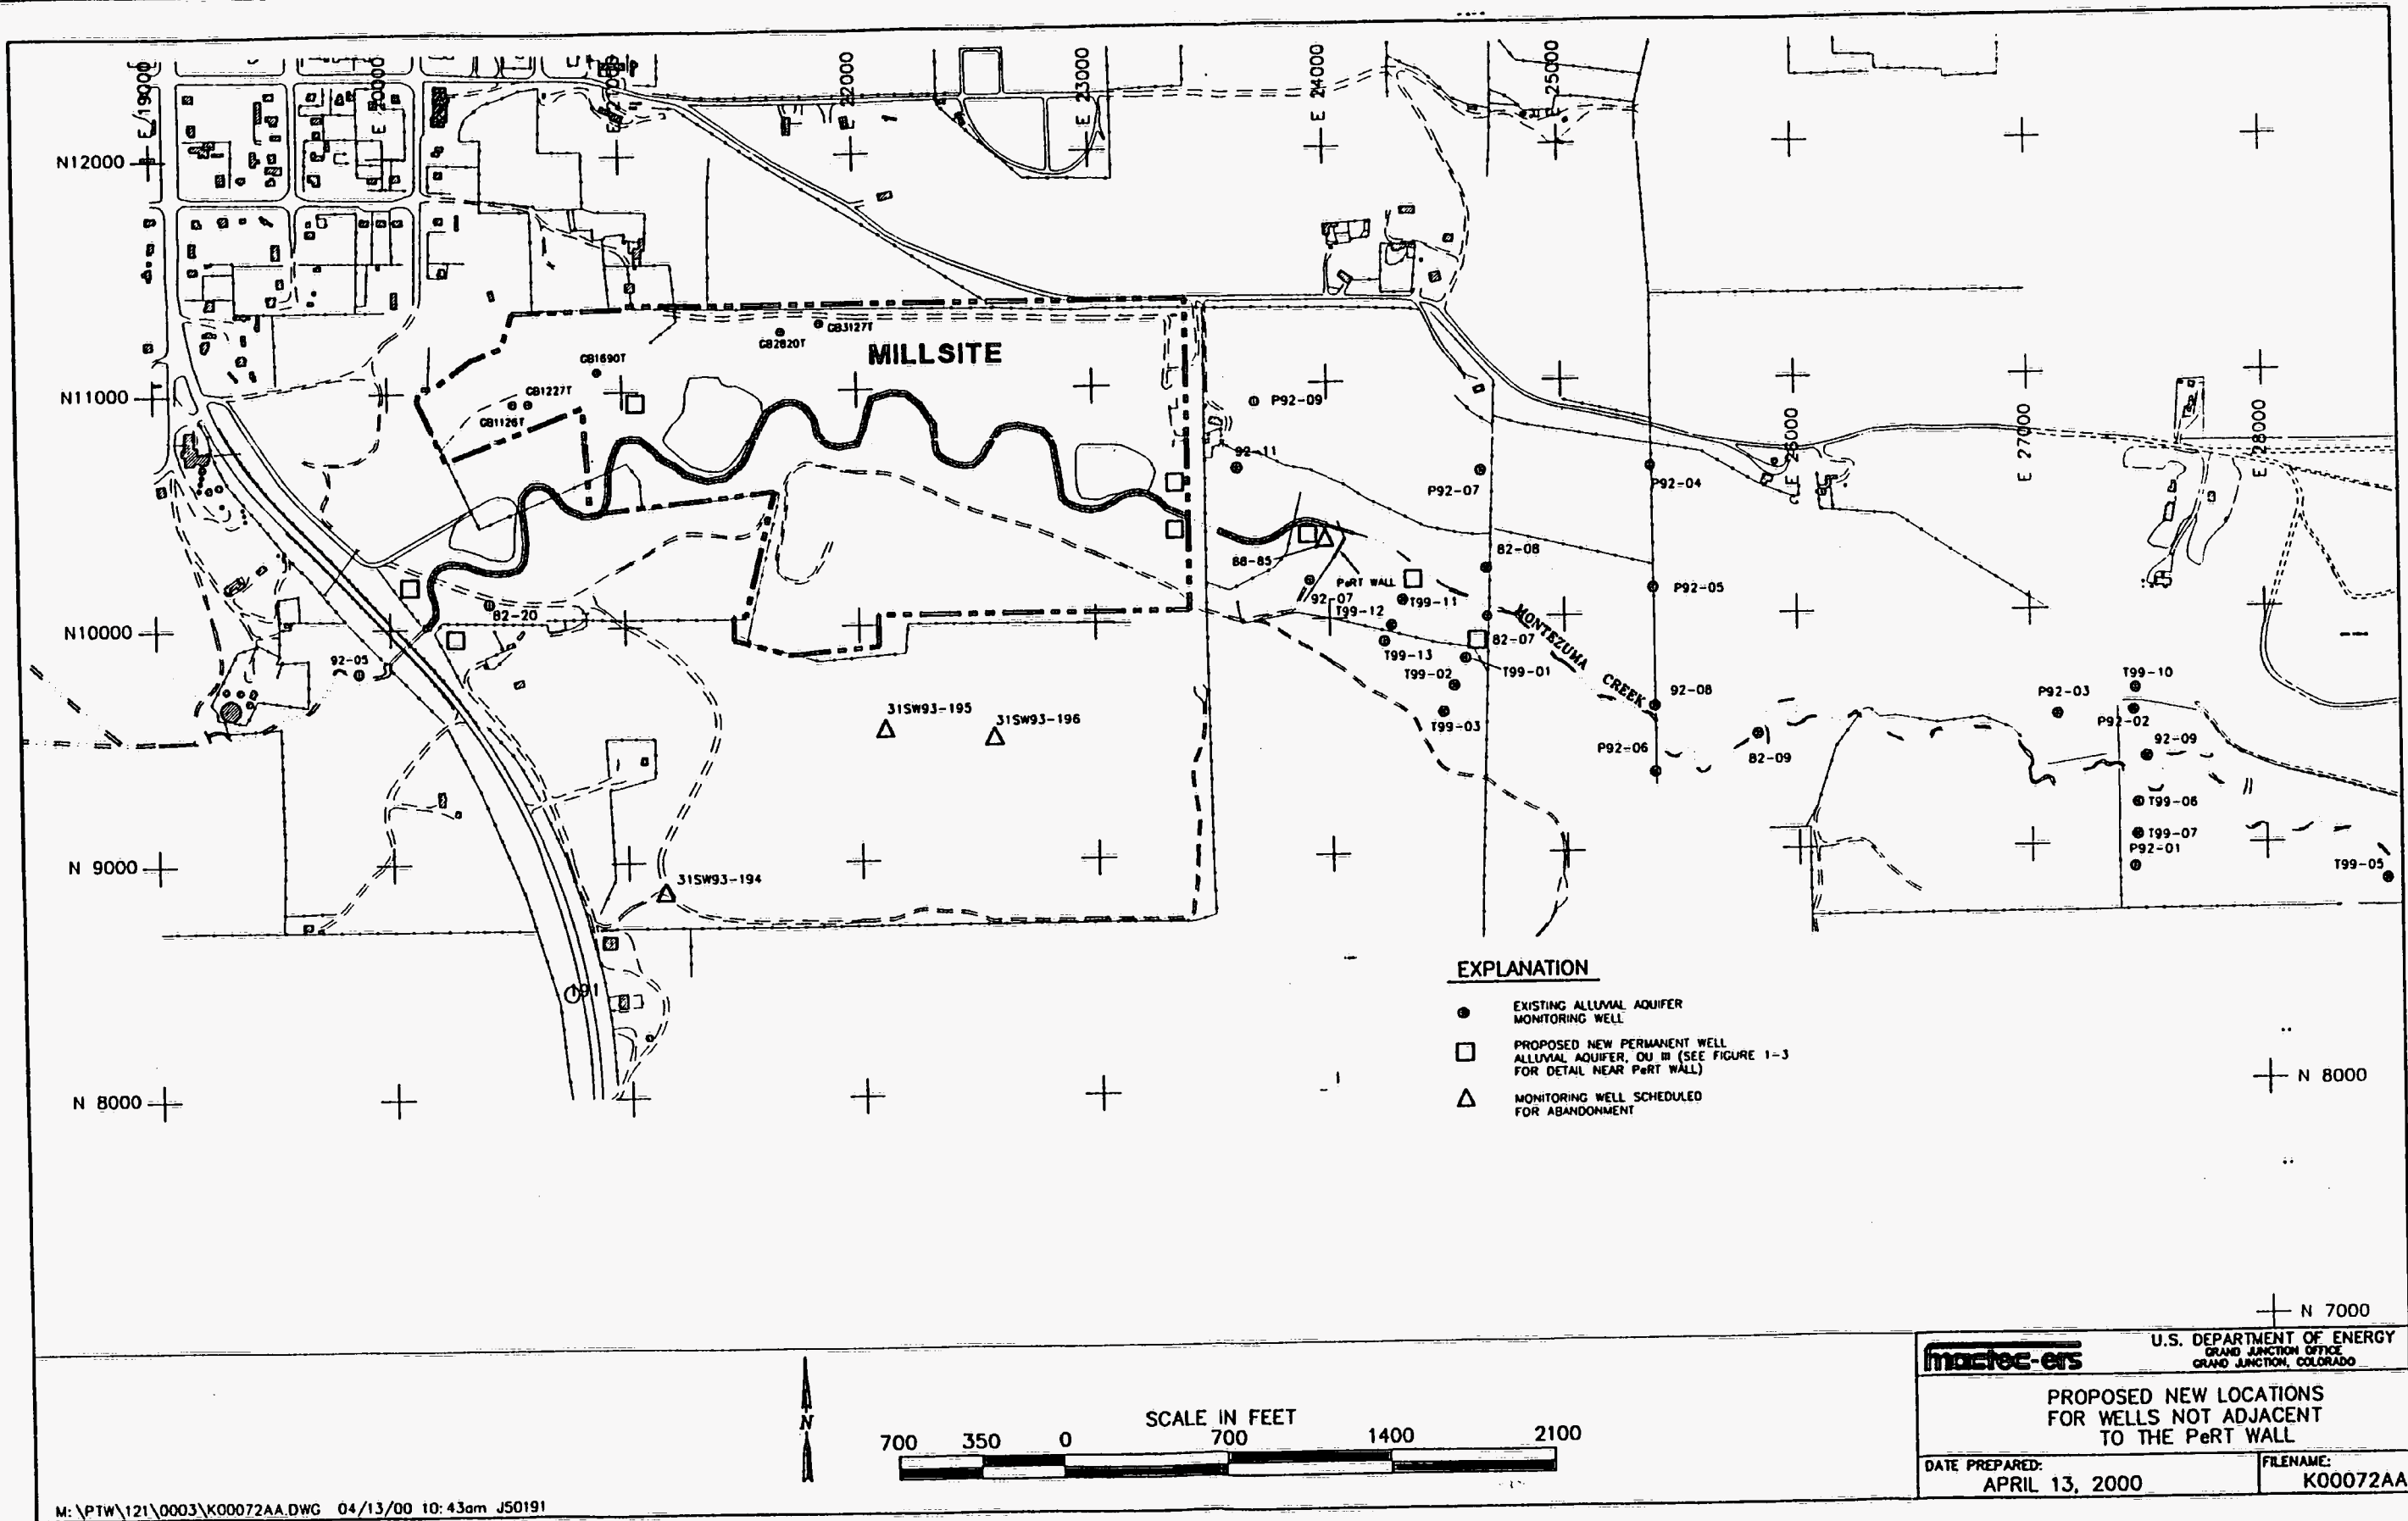 E 19000
E 20000
E 22000
E 23000
E 24000
E 25000
N12000
CB3127T
CB2820T
MILLSITE
CB1690T
N11000
CB1227T
CB1126T
P92-09
E 27000
E 28000
92-11
P92-07
P92-04
82-08
88-85
PeRT WALL
P92-05
92-07
T99-11
T99-12
82-20
N10000
MONTEZUMA
CREEK
82-07
T99-13
T99-01
92-05
T99-02
T99-10
92-08
P92-03
31SW93-195
31SW93-196
T99-03
P92-02
P92-06
82-09
92-09
T99-06
T99-07
P92-01
N 9000
T99-05
31SW93-194
EXPLANATION
191
EXISTING ALLUVIAL AQUIFER
MONITORING WELL
PROPOSED NEW PERMANENT WELL
ALLUVIAL AQUIFER, OU III (SEE FIGURE 1-3
FOR DETAIL NEAR PeRT WALL)
N 8000
N 8000
MONITORING WELL SCHEDULED
FOR ABANDONMENT
N 7000
mactec-ers
U.S. DEPARTMENT OF ENERGY
GRAND JUNCTION OFFICE
GRAND JUNCTION, COLORADO
N
SCALE IN FEET
700 350 0 700 1400 2100
PROPOSED NEW LOCATIONS
FOR WELLS NOT ADJACENT
TO THE PeRT WALL
DATE PREPARED:
APRIL 13, 2000
FILENAME:
K00072AA
M:\PTW\121\0003\K00072AA.DWG 04/13/00 10:43am J50191